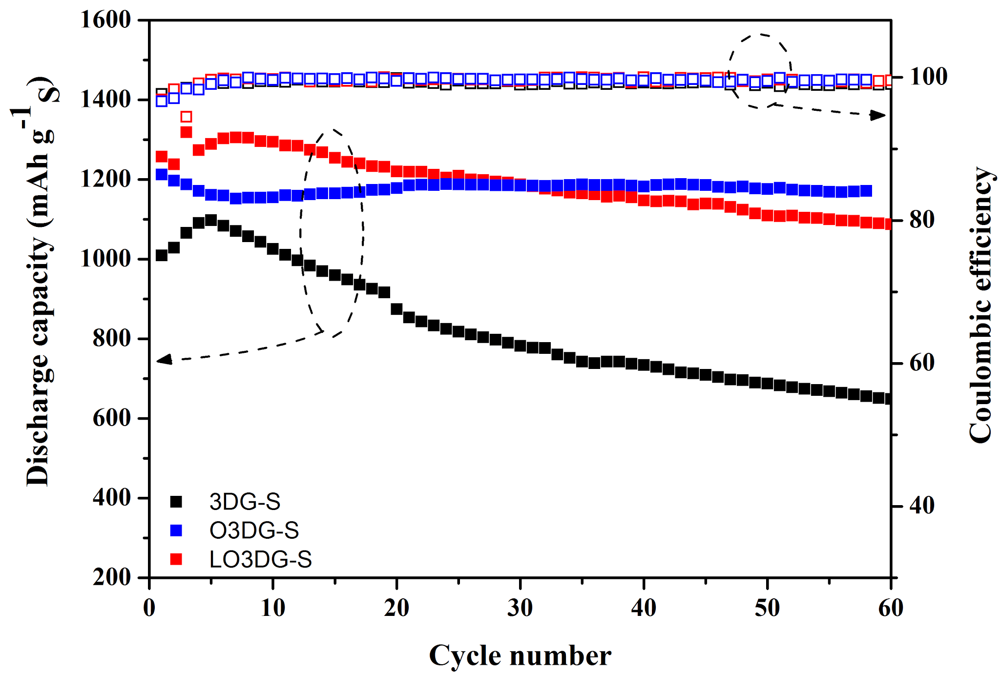 1600
1400
1200
1000
800
600
400
200
Discharge capacity (mAh g-1 S)
100
80
60
40
Coulombic efficiency
3DG-S
O3DG-S
LO3DG-S
0 10 20 30 40 50 60
Cycle number